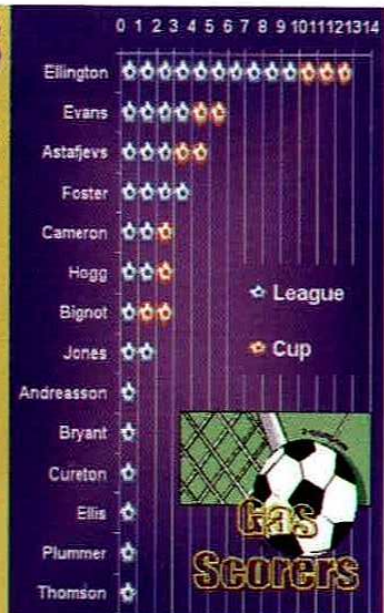 0 1 2 3 4 5 6 7 8 9 10 11 12 13 14
Ellington
Evans
Astafjevs
Foster
Cameron
Hogg
Bignot
Jones
Andreasson
Bryant
Cureton
Ellis
Plummer
Thomson
League
Cup
Gas
Scorers